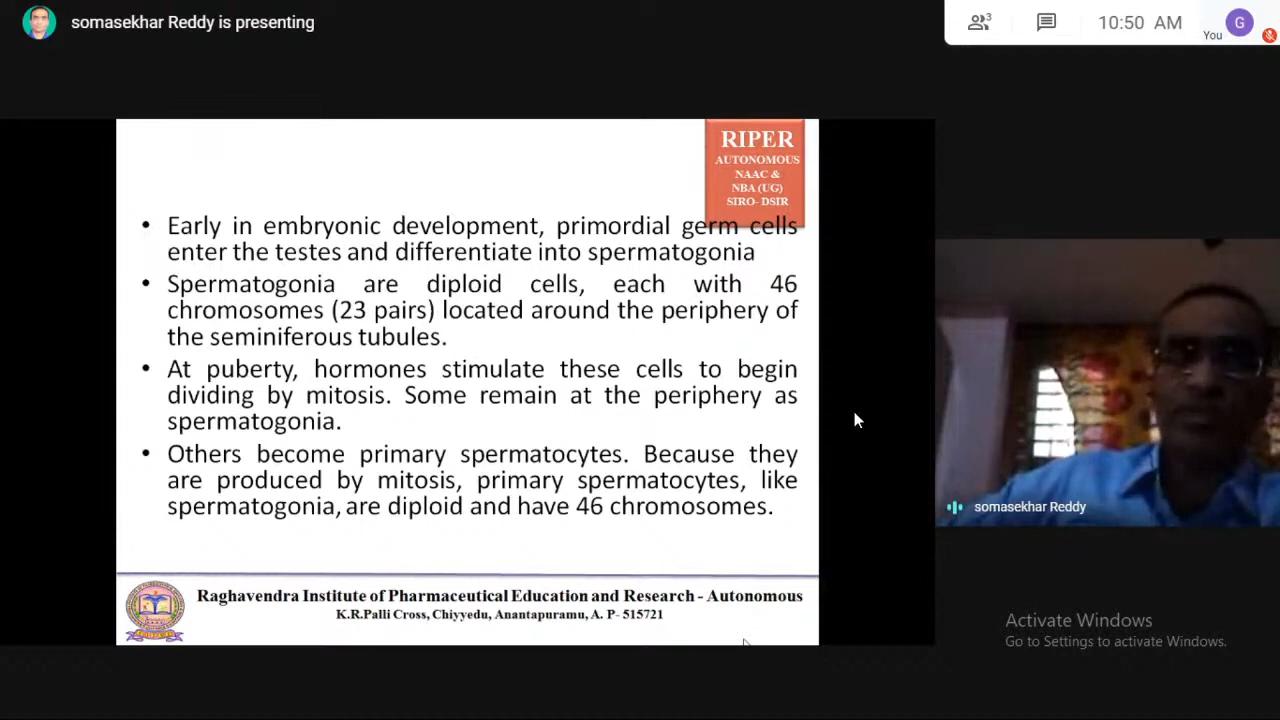 somasekhar Reddy is presenting
3
10:50 AM
You
G
RIPER
AUTONOMOUS
NAAC &
NBA (UG)
SIRO- DSIR
• Early in embryonic development, primordial germ cells
enter the testes and differentiate into spermatogonia
• Spermatogonia are diploid cells, each with 46
chromosomes (23 pairs) located around the periphery of
the seminiferous tubules.
• At puberty, hormones stimulate these cells to begin
dividing by mitosis. Some remain at the periphery as
spermatogonia.
• Others become primary spermatocytes. Because they
are produced by mitosis, primary spermatocytes, like
spermatogonia, are diploid and have 46 chromosomes.
somasekhar Reddy
Raghavendra Institute of Pharmaceutical Education and Research - Autonomous
K.R.Palli Cross, Chiyyedu, Anantapuramu, A. P- 515721
Activate Windows
Go to Settings to activate Windows.